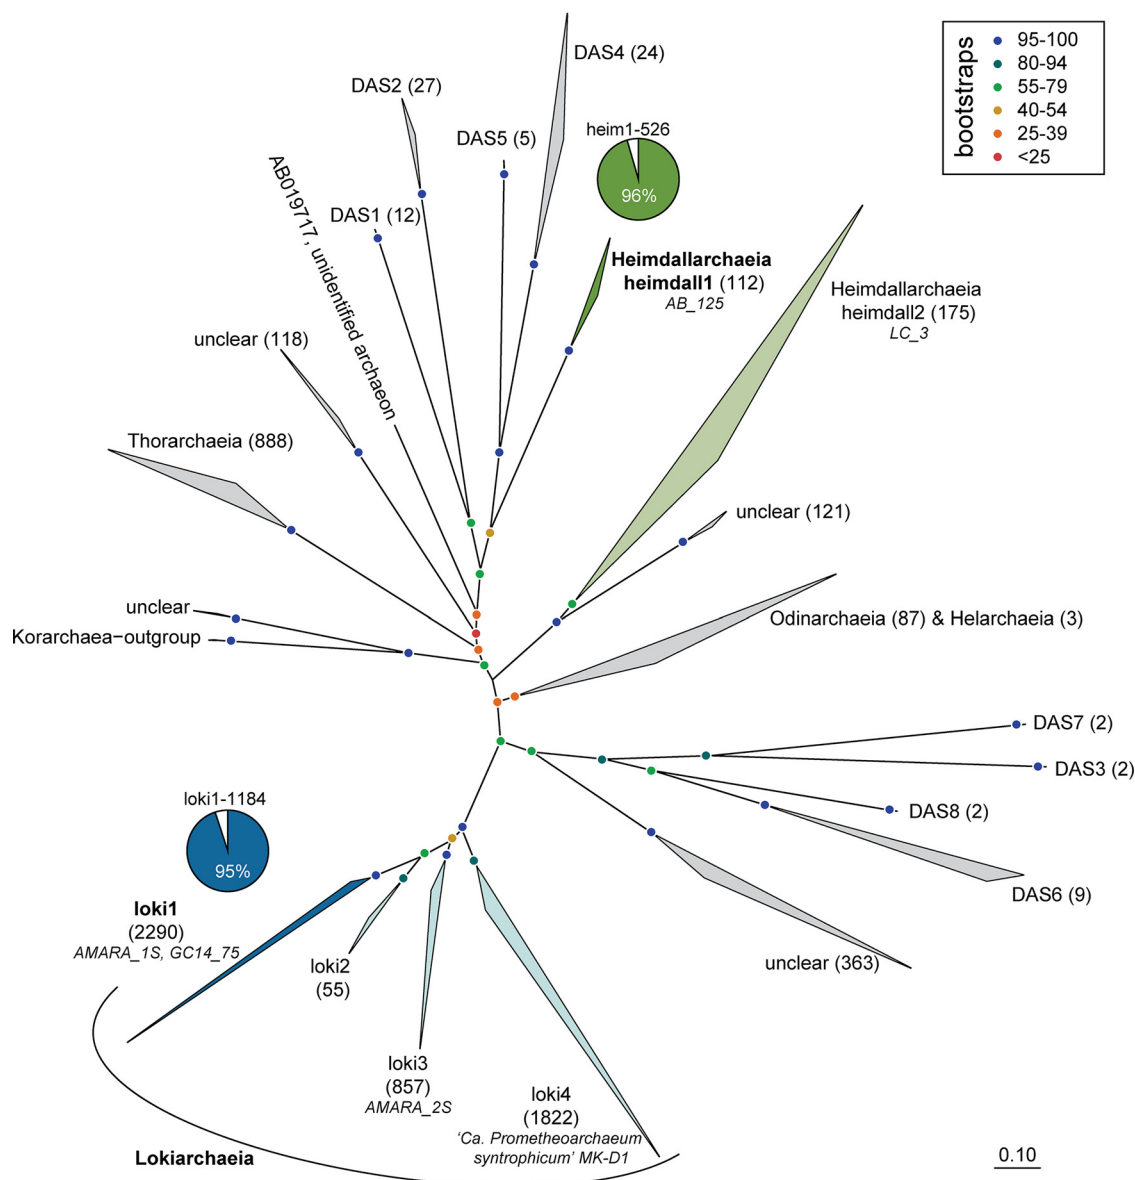 DAS4 (24)
DAS2 (27)
heim1-526
DAS5 (5)
96%
AB019717, unidentified archaeon
DAS1 (12)
Heimdallarchaeia
heimdall1 (112)
AB_125
Heimdallarchaeia
heimdall2 (175)
LC_3
unclear (118)
Thorarchaeia (888)
unclear (121)
unclear
Korarchaea−outgroup
Odinarchaeia (87) & Helarchaeia (3)
DAS7 (2)
DAS3 (2)
DAS8 (2)
DAS6 (9)
unclear (363)
loki1-1184
95%
loki1
(2290)
AMARA_1S, GC14_75
loki2
(55)
loki3
(857)
AMARA_2S
loki4
(1822)
‘Ca. Prometheoarchaeum
syntrophicum’ MK-D1
Lokiarchaeia
0.10
bootstraps
95-100
80-94
55-79
40-54
25-39
<25